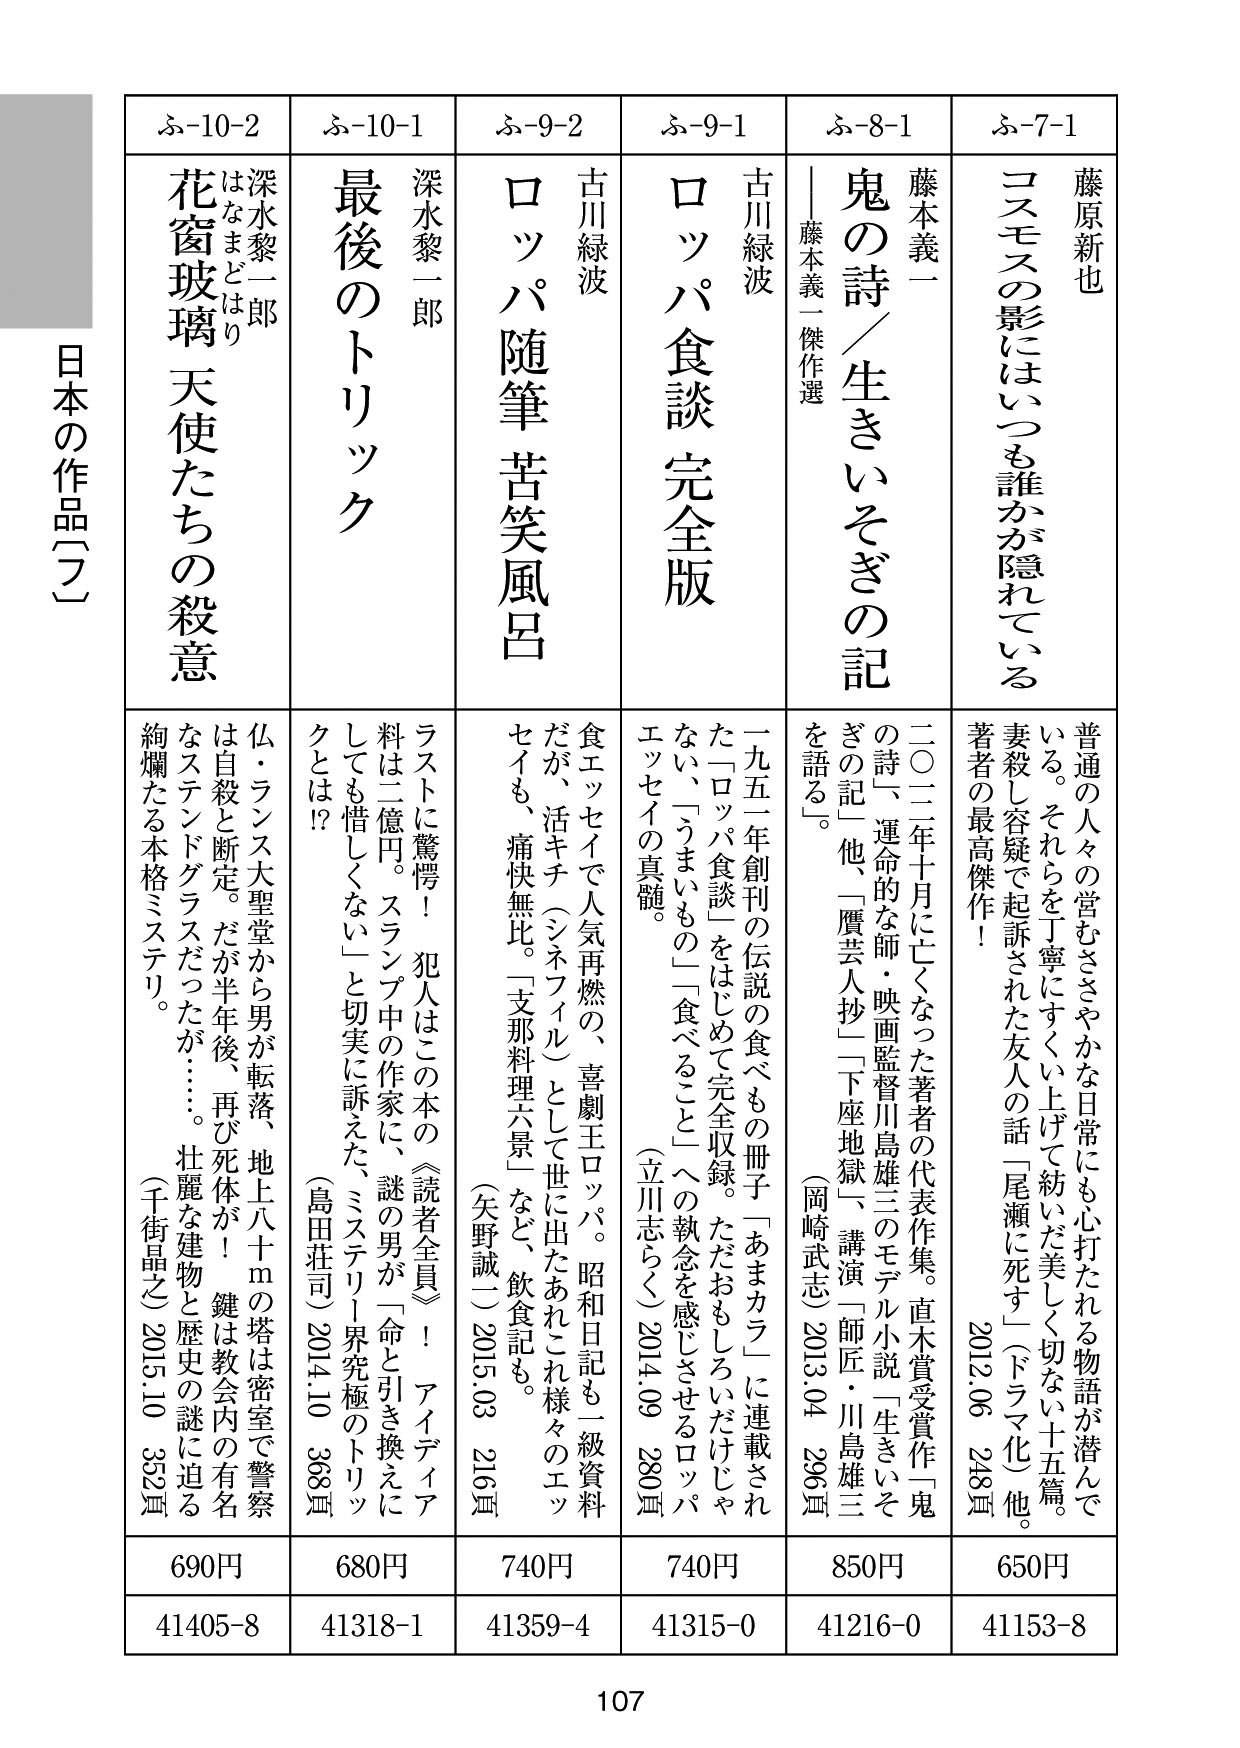 ふ-7-1
藤原新也
コスモスの影にはいつも誰かが隠れている
普通の人々の営むささやかな日常にも心打たれる物語が潜んで
いる。それらを丁寧にすくい上げて紡いだ美しく切ない十五篇。
妻殺し容疑で起訴された友人の話「尾瀬に死す」(ドラマ化)他。
著者の最高傑作！
2012.06 248頁
650円
41153-8
ふ-8-1
藤本義一
鬼の詩／生きいそぎの記
――藤本義一傑作選
二〇一二年十月に亡くなった著者の代表作集。直木賞受賞作「鬼
の詩」、運命的な師・映画監督川島雄三のモデル小説「生きいそ
ぎの記」他、「贋芸人抄」「下座地獄」、講演「師匠・川島雄三
を語る」。
(岡崎武志)2013.04 296頁
850円
41216-0
ふ-9-1
古川緑波
ロッパ食談 完全版
一九五一年創刊の伝説の食べもの冊子「あまカラ」に連載され
た「ロッパ食談」をはじめて完全収録。ただおもしろいだけじゃ
ない、「うまいもの」「食べること」への執念を感じさせるロッパ
エッセイの真髄。
(立川志らく)2014.09 280頁
740円
41315-0
ふ-9-2
古川緑波
ロッパ随筆 苦笑風呂
食エッセイで人気再燃の、喜劇王ロッパ。昭和日記も一級資料
だが、活キチ(シネフィル)として世に出たあれこれ様々のエッ
セイも、痛快無比。「支那料理六景」など、飲食記も。
(矢野誠一)2015.03 216頁
740円
41359-4
ふ-10-1
深水黎一郎
最後のトリック
ラストに驚愕！ 犯人はこの本の《読者全員》！ アイディア
料は二億円。スランプ中の作家に、謎の男が「命と引き換えに
しても惜しくない」と切実に訴えた、ミステリー界究極のトリッ
クとは!?
(島田荘司)2014.10 368頁
680円
41318-1
ふ-10-2
深水黎一郎
はなまどはり
花窗玻璃 天使たちの殺意
仏・ランス大聖堂から男が転落、地上八十ｍの塔は密室で警察
は自殺と断定。だが半年後、再び死体が！ 鍵は教会内の有名
なステンドグラスだったが……。壮麗な建物と歴史の謎に迫る
絢爛たる本格ミステリ。
(千街晶之)2015.10 352頁
690円
41405-8
日本の作品〔フ〕
107